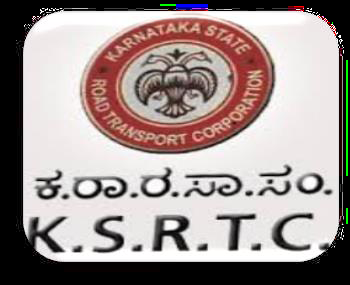 KARNATAKA STATE
ROAD TRANSPORT CORPORATION
ಕ.ರಾ.ರ.ಸಾ.ಸಂ.
K.S.R.T.C.